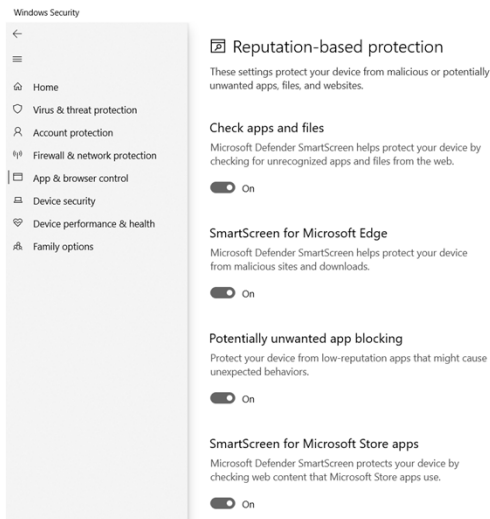 Windows Security
Home
Virus & threat protection
Account protection
Firewall & network protection
App & browser control
Device security
Device performance & health
Family options
Reputation-based protection
These settings protect your device from malicious or potentially
unwanted apps, files, and websites.
Check apps and files
Microsoft Defender SmartScreen helps protect your device by
checking for unrecognized apps and files from the web.
On
SmartScreen for Microsoft Edge
Microsoft Defender SmartScreen helps protect your device
from malicious sites and downloads.
On
Potentially unwanted app blocking
Protect your device from low-reputation apps that might cause
unexpected behaviors.
On
SmartScreen for Microsoft Store apps
Microsoft Defender SmartScreen protects your device by
checking web content that Microsoft Store apps use.
On